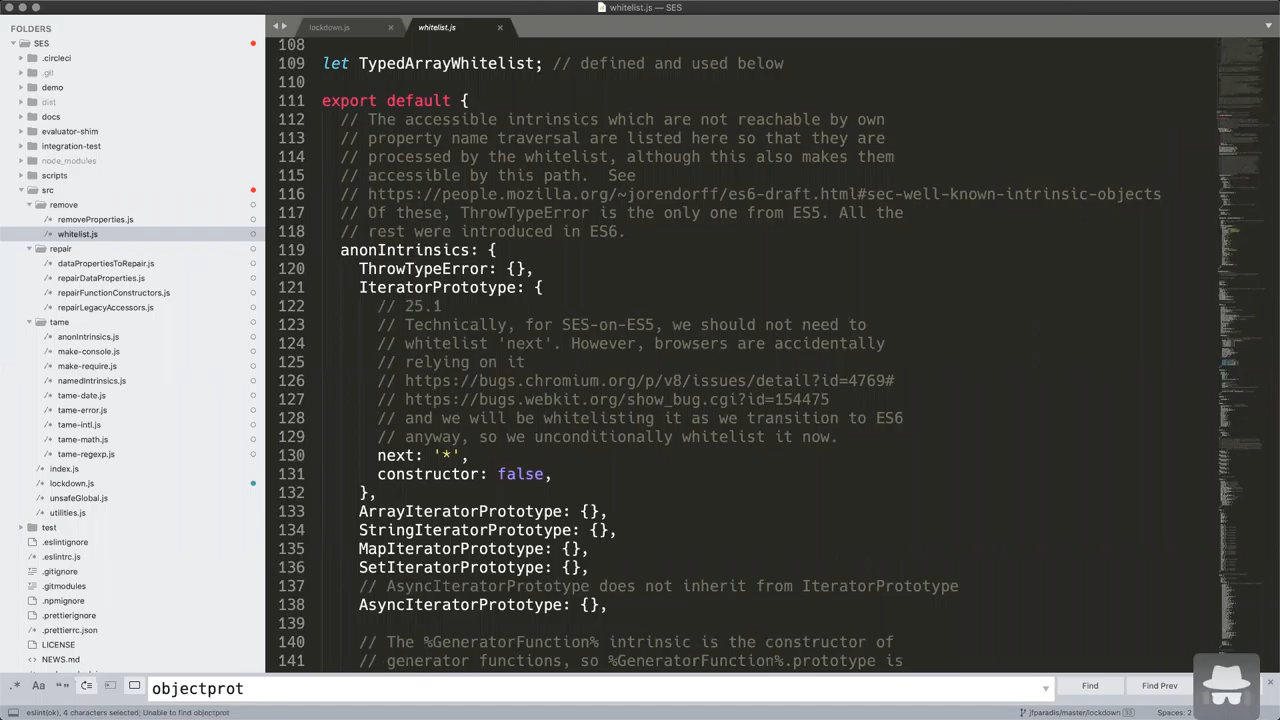 whitelist.js — SES
FOLDERS
SES
.circleci
.git
demo
dist
docs
evaluator-shim
integration-test
node_modules
scripts
src
remove
removeProperties.js
whitelist.js
repair
dataPropertiesToRepair.js
repairDataProperties.js
repairFunctionConstructors.js
repairLegacyAccessors.js
tame
anonIntrinsics.js
make-console.js
make-require.js
namedIntrinsics.js
tame-date.js
tame-error.js
tame-intl.js
tame-math.js
tame-regexp.js
index.js
lockdown.js
unsafeGlobal.js
utilities.js
test
.eslintignore
.eslintrc.js
.gitignore
.gitmodules
.npmignore
.prettierignore
.prettierrc.json
LICENSE
NEWS.md
lockdown.js
whitelist.js
108
109 let TypedArrayWhitelist; // defined and used below
110
111 export default {
112 // The accessible intrinsics which are not reachable by own
113 // property name traversal are listed here so that they are
114 // processed by the whitelist, although this also makes them
115 // accessible by this path.  See
116 // https://people.mozilla.org/~jorendorff/es6-draft.html#sec-well-known-intrinsic-objects
117 // Of these, ThrowTypeError is the only one from ES5. All the
118 // rest were introduced in ES6.
119 anonIntrinsics: {
120 ThrowTypeError: {},
121 IteratorPrototype: {
122 // 25.1
123 // Technically, for SES-on-ES5, we should not need to
124 // whitelist 'next'. However, browsers are accidentally
125 // relying on it
126 // https://bugs.chromium.org/p/v8/issues/detail?id=4769#
127 // https://bugs.webkit.org/show_bug.cgi?id=154475
128 // and we will be whitelisting it as we transition to ES6
129 // anyway, so we unconditionally whitelist it now.
130 next: '*',
131 constructor: false,
132 },
133 ArrayIteratorPrototype: {},
134 StringIteratorPrototype: {},
135 MapIteratorPrototype: {},
136 SetIteratorPrototype: {},
137 // AsyncIteratorPrototype does not inherit from IteratorPrototype
138 AsyncIteratorPrototype: {},
139
140 // The %GeneratorFunction% intrinsic is the constructor of
141 // generator functions, so %GeneratorFunction%.prototype is
.* Aa “” objectprot Find Find Prev
eslint(ok), 4 characters selected; Unable to find objectprot
jfparadis/master/lockdown 33 Spaces: 2